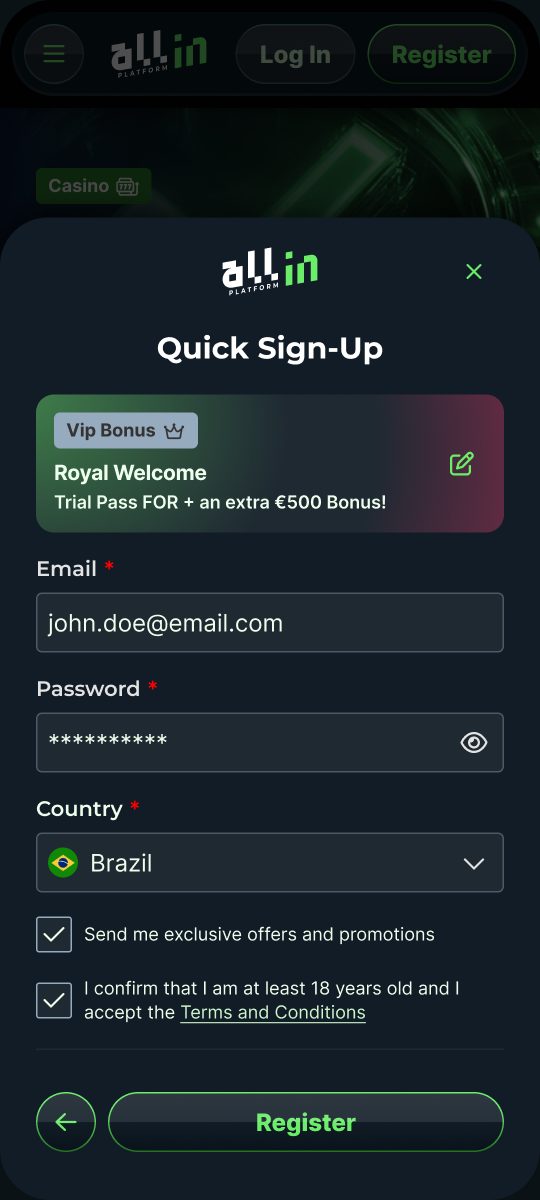 all in
PLATFORM
Log In
Register
Casino
777
all in
PLATFORM
Quick Sign-Up
Vip Bonus
Royal Welcome
Trial Pass FOR + an extra €500 Bonus!
Email *
john.doe@email.com
Password *
**********
Country *
Brazil
Send me exclusive offers and promotions
I confirm that I am at least 18 years old and I
accept the Terms and Conditions
Register